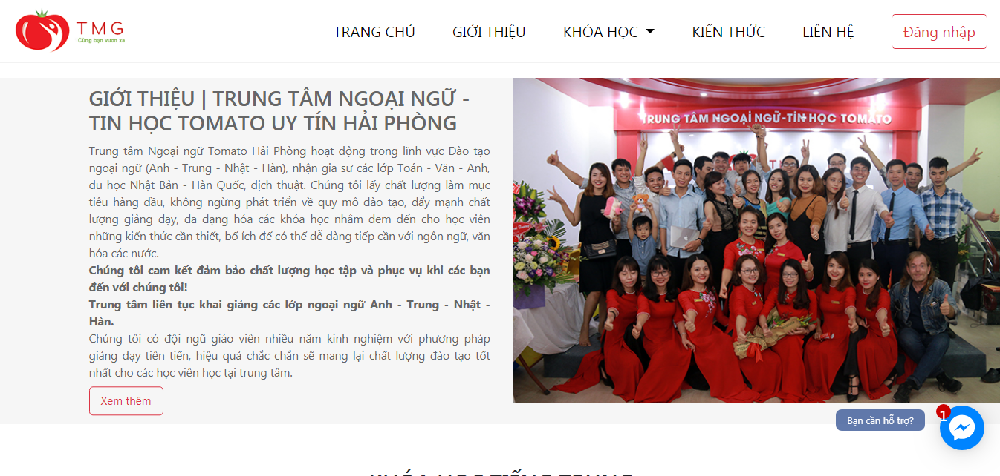 TMG
Cùng bạn vươn xa
TRANG CHỦ
GIỚI THIỆU
KHÓA HỌC
KIẾN THỨC
LIÊN HỆ
Đăng nhập
GIỚI THIỆU | TRUNG TÂM NGOẠI NGỮ -
TIN HỌC TOMATO UY TÍN HẢI PHÒNG
Trung tâm Ngoại ngữ Tomato Hải Phòng hoạt động trong lĩnh vực Đào tạo
ngoại ngữ (Anh - Trung - Nhật - Hàn), nhận gia sư các lớp Toán - Văn - Anh,
du học Nhật Bản - Hàn Quốc, dịch thuật. Chúng tôi lấy chất lượng làm mục
tiêu hàng đầu, không ngừng phát triển về quy mô đào tạo, đẩy mạnh chất
lượng giảng dạy, đa dạng hóa các khóa học nhằm đem đến cho học viên
những kiến thức cần thiết, bổ ích để có thể dễ dàng tiếp cận với ngôn ngữ, văn
hóa các nước.
Chúng tôi cam kết đảm bảo chất lượng học tập và phục vụ khi các bạn
đến với chúng tôi!
Trung tâm liên tục khai giảng các lớp ngoại ngữ Anh - Trung - Nhật -
Hàn.
Chúng tôi có đội ngũ giáo viên nhiều năm kinh nghiệm với phương pháp
giảng dạy tiên tiến, hiệu quả chắc chắn sẽ mang lại chất lượng đào tạo tốt
nhất cho các học viên học tại trung tâm.
Xem thêm
TRUNG TÂM NGOẠI NGỮ-TIN HỌC TOMATO
Bạn cần hỗ trợ?
1
KHÓA HỌC TIẾNG TRUNG